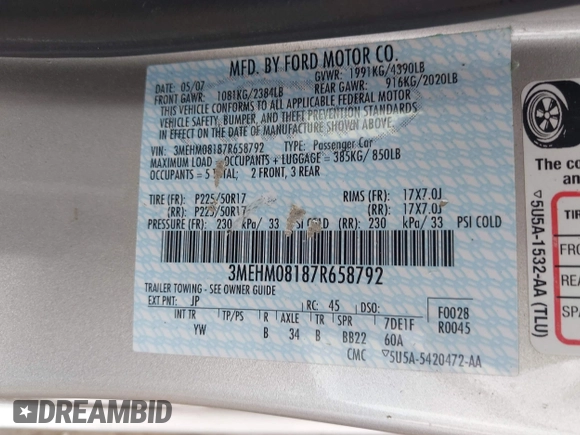 MFD. BY FORD MOTOR CO.
05/07 GVWR: 1991KG/4390LB
FRONT GAWR: 1081KG/2384LB REAR GAWR: 916KG/2020LB
THIS VEHICLE CONFORMS TO ALL APPLICABLE FEDERAL MOTOR
VEHICLE SAFETY, BUMPER, AND THEFT PREVENTION STANDARDS
IN EFFECT ON THE DATE OF MANUFACTURE SHOWN ABOVE.
VIN: 3MEHM08187R658792 TYPE: Passenger Car
MAXIMUM LOAD = OCCUPANTS + LUGGAGE = 385KG/850LB
OCCUPANTS = 5 TOTAL; 2 FRONT, 3 REAR
TIRE (FR): P225/50R17 RIMS (FR): 17X7.0J
(RR): P225/50R17 (RR): 17X7.0J
PRESSURE (FR): 230 kPa/ 33 PSI COLD (RR): 230 kPa/ 33 PSI COLD
3MEHM08187R658792
TRAILER TOWING - SEE OWNER GUIDE
EXT PNT: JP RC: 45 DSO: F0028
INT TR TP/PS R AXLE TR SPR 7DE1F R0045
YW B 34 B BB22 60A
CMC ▽5U5A-5420472-AA
The co
TI
FRO
REA
SPA
▽5U5A-1532-AA (TLU)
DREAMBID